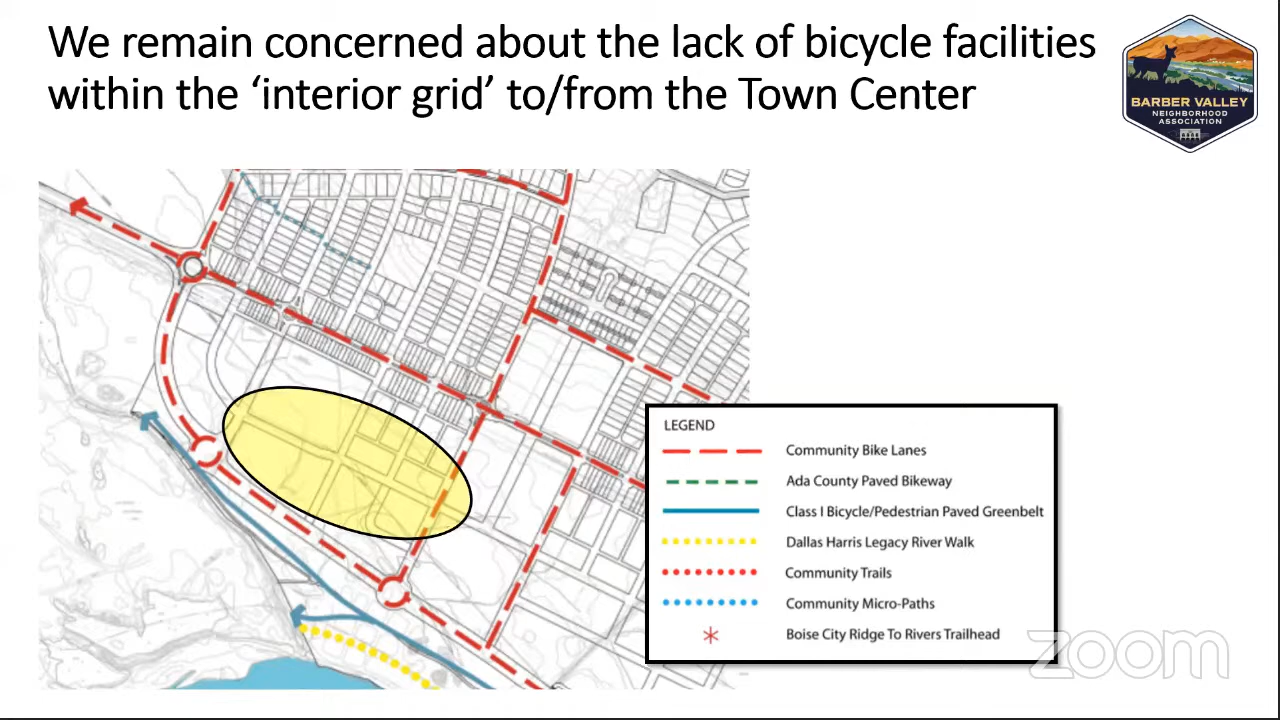 We remain concerned about the lack of bicycle facilities
within the ‘interior grid’ to/from the Town Center
BARBER VALLEY
NEIGHBORHOOD
ASSOCIATION
LEGEND
Community Bike Lanes
Ada County Paved Bikeway
Class I Bicycle/Pedestrian Paved Greenbelt
Dallas Harris Legacy River Walk
Community Trails
Community Micro-Paths
Boise City Ridge To Rivers Trailhead
zoom